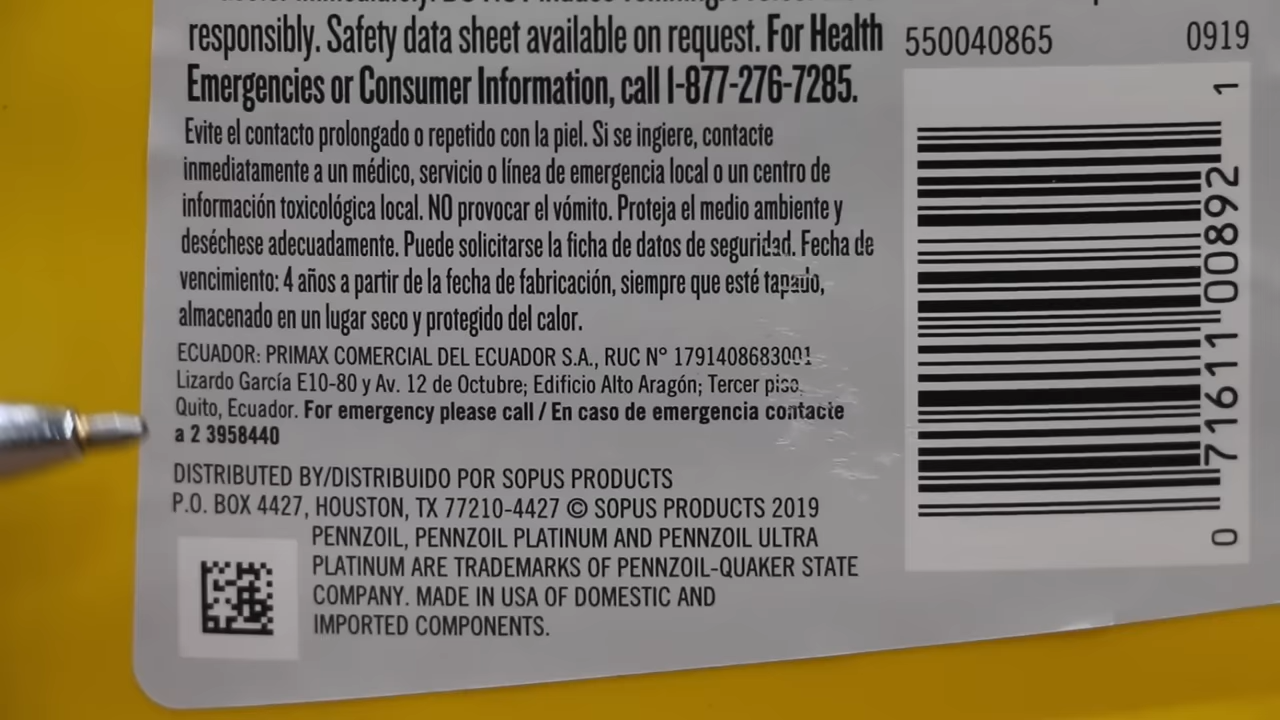 responsibly. Safety data sheet available on request. For Health
Emergencies or Consumer Information, call 1-877-276-7285.
Evite el contacto prolongado o repetido con la piel. Si se ingiere, contacte
inmediatamente a un médico, servicio o línea de emergencia local o un centro de
información toxicológica local. NO provocar el vómito. Proteja el medio ambiente y
deséchese adecuadamente. Puede solicitarse la ficha de datos de seguridad. Fecha de
vencimiento: 4 años a partir de la fecha de fabricación, siempre que esté tapado,
almacenado en un lugar seco y protegido del calor.
ECUADOR: PRIMAX COMERCIAL DEL ECUADOR S.A., RUC N° 1791408683001
Lizardo García E10-80 y Av. 12 de Octubre; Edificio Alto Aragón; Tercer piso.
Quito, Ecuador. For emergency please call / En caso de emergencia contacte
a 2 3958440
DISTRIBUTED BY/DISTRIBUIDO POR SOPUS PRODUCTS
P.O. BOX 4427, HOUSTON, TX 77210-4427 © SOPUS PRODUCTS 2019
PENNZOIL, PENNZOIL PLATINUM AND PENNZOIL ULTRA
PLATINUM ARE TRADEMARKS OF PENNZOIL-QUAKER STATE
COMPANY. MADE IN USA OF DOMESTIC AND
IMPORTED COMPONENTS.
550040865 0919
0 71611 00892 1